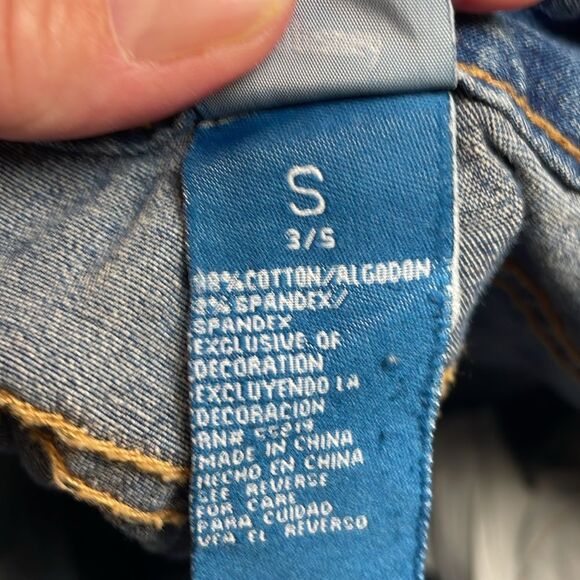 S
3/5
98% COTTON/ALGODON
2% SPANDEX/
SPANDEX
EXCLUSIVE OF
DECORATION
EXCLUYENDO LA
DECORACION
RN#
MADE IN CHINA
HECHO EN CHINA
SEE REVERSE
FOR CARE
PARA CUIDADO
VEA EL REVERSO